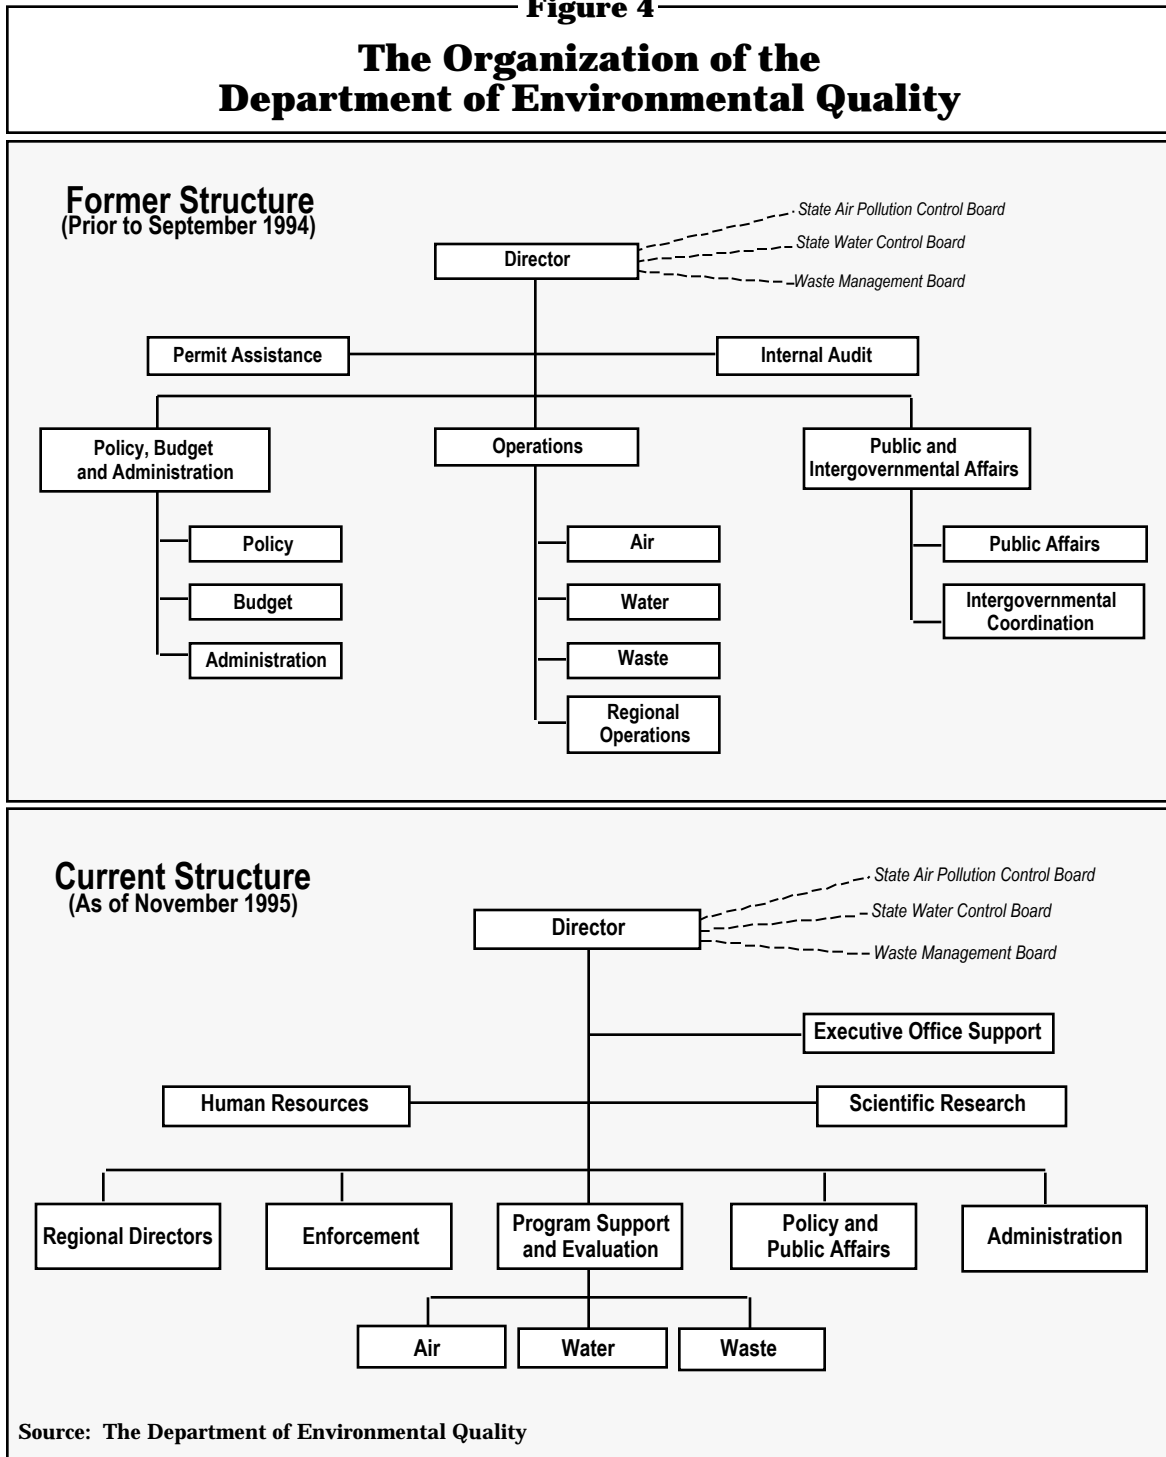 Figure 4
The Organization of the
Department of Environmental Quality
Former Structure
(Prior to September 1994)
State Air Pollution Control Board
State Water Control Board
Waste Management Board
Director
Permit Assistance
Internal Audit
Policy, Budget
and Administration
Operations
Public and
Intergovernmental Affairs
Policy
Budget
Administration
Air
Water
Waste
Regional
Operations
Public Affairs
Intergovernmental
Coordination
Current Structure
(As of November 1995)
State Air Pollution Control Board
State Water Control Board
Waste Management Board
Director
Executive Office Support
Human Resources
Scientific Research
Regional Directors
Enforcement
Program Support
and Evaluation
Policy and
Public Affairs
Administration
Air
Water
Waste
Source: The Department of Environmental Quality